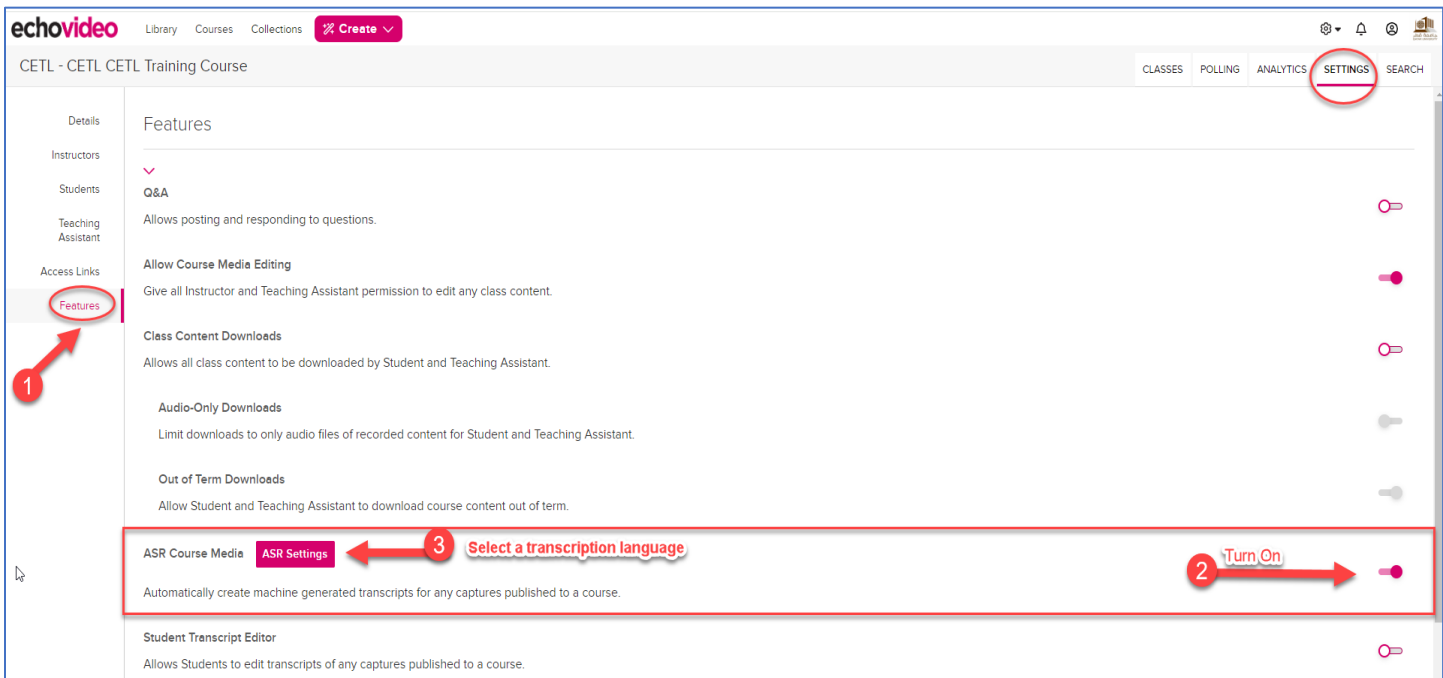 echovideo Library Courses Collections Create
CETL - CETL CETL Training Course
CLASSES POLLING ANALYTICS SETTINGS SEARCH
Details
Instructors
Students
Teaching
Assistant
Access Links
Features
1
Features
Q&A
Allows posting and responding to questions.
Allow Course Media Editing
Give all Instructor and Teaching Assistant permission to edit any class content.
Class Content Downloads
Allows all class content to be downloaded by Student and Teaching Assistant.
Audio-Only Downloads
Limit downloads to only audio files of recorded content for Student and Teaching Assistant.
Out of Term Downloads
Allow Student and Teaching Assistant to download course content out of term.
ASR Course Media ASR Settings 3 Select a transcription language
2 Turn On
Automatically create machine generated transcripts for any captures published to a course.
Student Transcript Editor
Allows Students to edit transcripts of any captures published to a course.